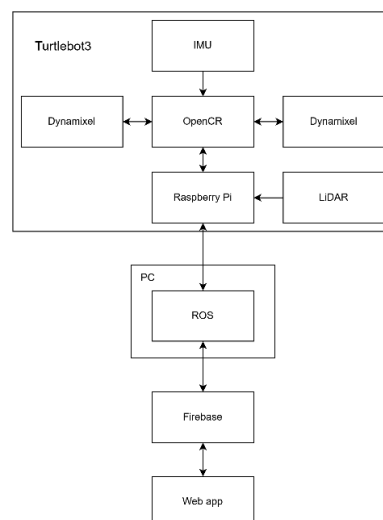 Turtlebot3
IMU
Dynamixel
OpenCR
Dynamixel
Raspberry Pi
LiDAR
PC
ROS
Firebase
Web app